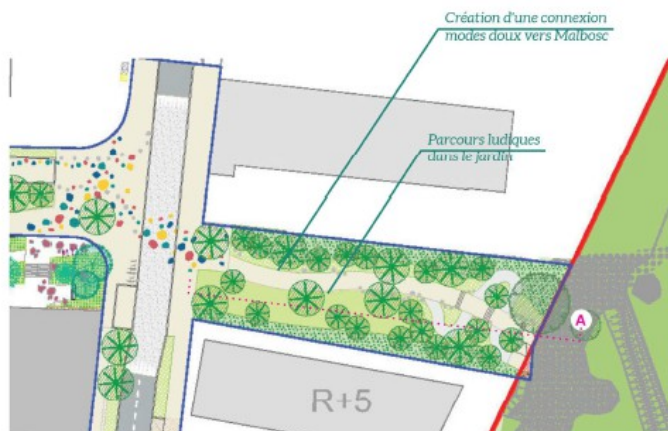 Création d'une connexion
modes doux vers Malbosc
Parcours ludiques
dans le jardin
A
R+5